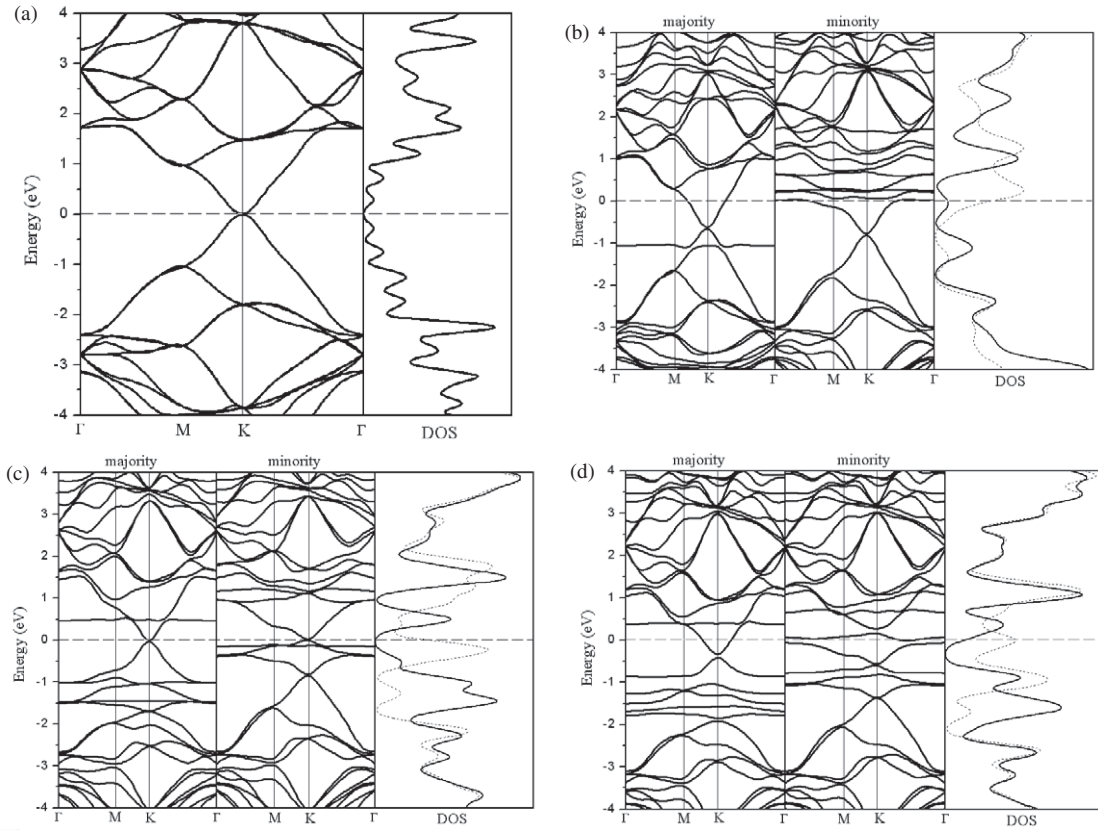 (a)
4
3
2
1
0
-1
-2
-3
-4
Energy (eV)
Γ M K Γ DOS
(b)
majority minority
4
3
2
1
0
-1
-2
-3
-4
Energy (eV)
Γ M K Γ M K Γ DOS
(c)
majority minority
4
3
2
1
0
-1
-2
-3
-4
Energy (eV)
Γ M K Γ M K Γ DOS
(d)
majority minority
4
3
2
1
0
-1
-2
-3
-4
Energy (eV)
Γ M K Γ M K Γ DOS